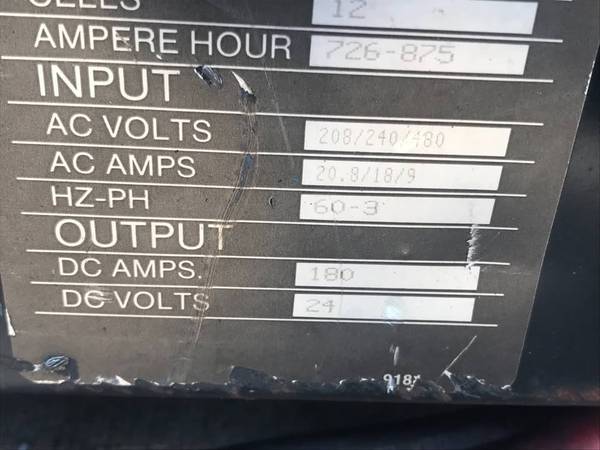 CELLS 12
AMPERE HOUR 726-875
INPUT
AC VOLTS 208/240/480
AC AMPS 20.8/18/9
HZ-PH 60-3
OUTPUT
DC AMPS. 180
DC VOLTS 24